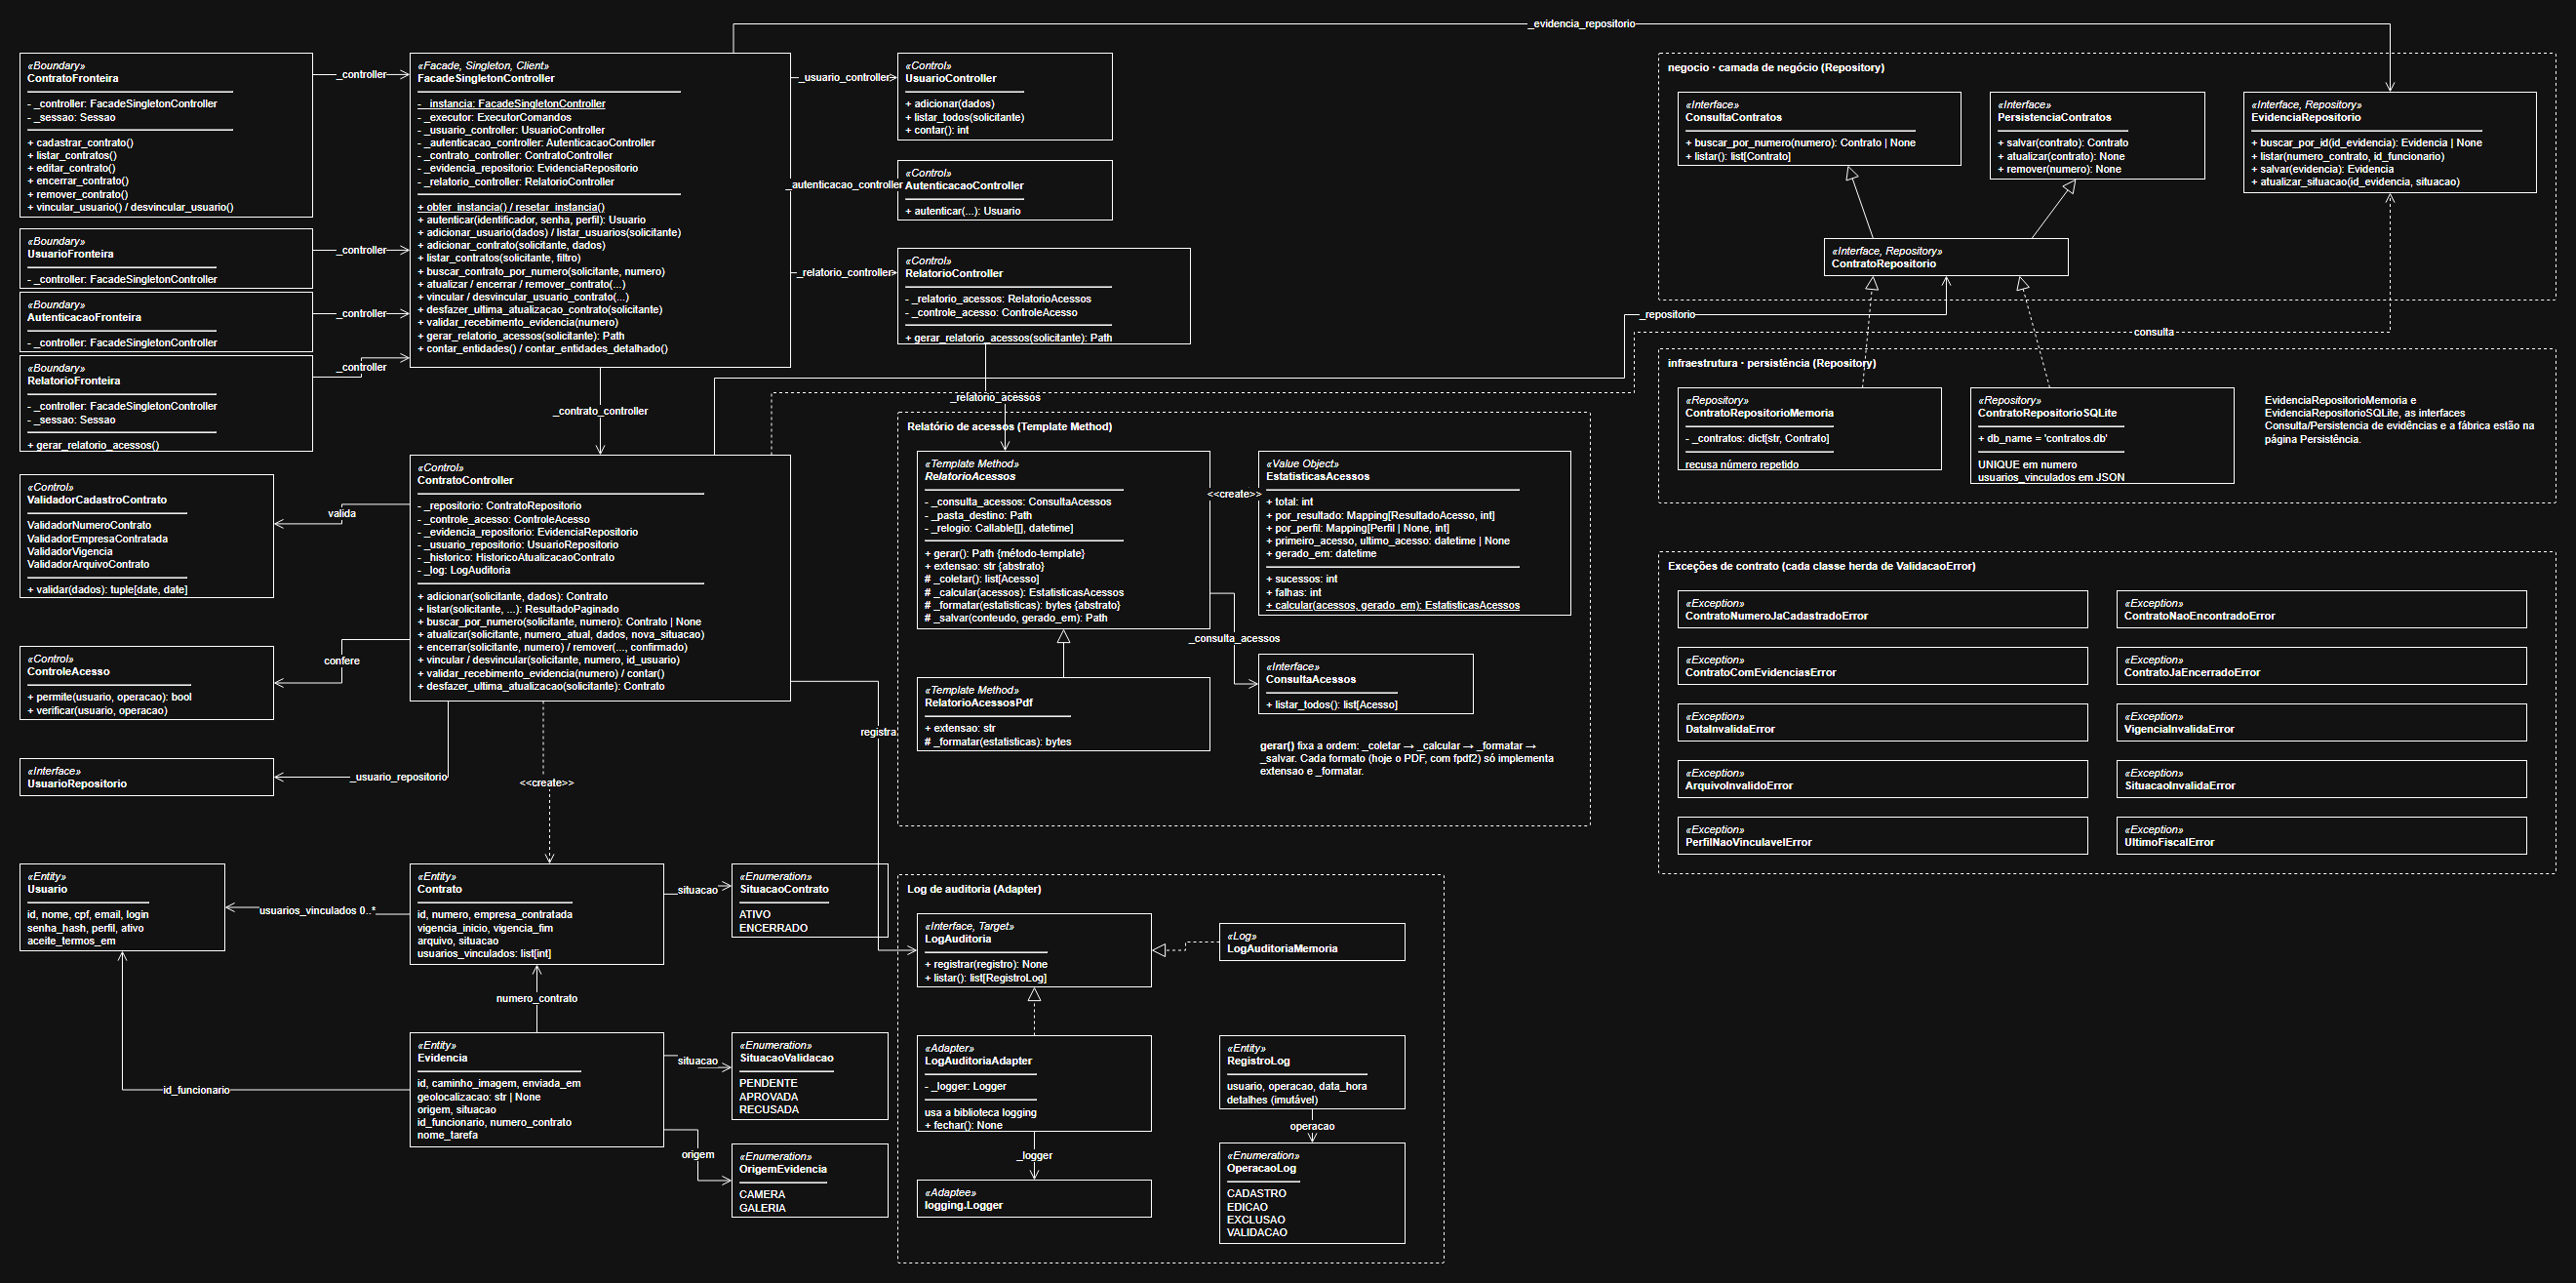 _evidencia_repositorio
«Boundary»
ContratoFronteira
- _controller: FacadeSingletonController
- _sessao: Sessao
+ cadastrar_contrato()
+ listar_contratos()
+ editar_contrato()
+ encerrar_contrato()
+ remover_contrato()
+ vincular_usuario() / desvincular_usuario()
_controller
«Boundary»
UsuarioFronteira
- _controller: FacadeSingletonController
_controller
«Boundary»
AutenticacaoFronteira
- _controller: FacadeSingletonController
_controller
«Boundary»
RelatorioFronteira
- _controller: FacadeSingletonController
- _sessao: Sessao
+ gerar_relatorio_acessos()
_controller
«Facade, Singleton, Client»
FacadeSingletonController
- _instancia: FacadeSingletonController
- _executor: ExecutorComandos
- _usuario_controller: UsuarioController
- _autenticacao_controller: AutenticacaoController
- _contrato_controller: ContratoController
- _evidencia_repositorio: EvidenciaRepositorio
- _relatorio_controller: RelatorioController
+ obter_instancia() / resetar_instancia()
+ autenticar(identificador, senha, perfil): Usuario
+ adicionar_usuario(dados) / listar_usuarios(solicitante)
+ adicionar_contrato(solicitante, dados)
+ listar_contratos(solicitante, filtro)
+ buscar_contrato_por_numero(solicitante, numero)
+ atualizar / encerrar / remover_contrato(...)
+ vincular / desvincular_usuario_contrato(...)
+ desfazer_ultima_atualizacao_contrato(solicitante)
+ validar_recebimento_evidencia(numero)
+ gerar_relatorio_acessos(solicitante): Path
+ contar_entidades() / contar_entidades_detalhado()
_usuario_controller
_autenticacao_controller
_relatorio_controller
_contrato_controller
«Control»
UsuarioController
+ adicionar(dados)
+ listar_todos(solicitante)
+ contar(): int
«Control»
AutenticacaoController
+ autenticar(...): Usuario
«Control»
RelatorioController
- _relatorio_acessos: RelatorioAcessos
- _controle_acesso: ControleAcesso
+ gerar_relatorio_acessos(solicitante): Path
_relatorio_acessos
negocio · camada de negócio (Repository)
«Interface»
ConsultaContratos
+ buscar_por_numero(numero): Contrato | None
+ listar(): list[Contrato]
«Interface»
PersistenciaContratos
+ salvar(contrato): Contrato
+ atualizar(contrato): None
+ remover(numero): None
«Interface, Repository»
EvidenciaRepositorio
+ buscar_por_id(id_evidencia): Evidencia | None
+ listar(numero_contrato, id_funcionario)
+ salvar(evidencia): Evidencia
+ atualizar_situacao(id_evidencia, situacao)
«Interface, Repository»
ContratoRepositorio
_repositorio
consulta
infraestrutura · persistência (Repository)
«Repository»
ContratoRepositorioMemoria
- _contratos: dict[str, Contrato]
recusa número repetido
«Repository»
ContratoRepositorioSQLite
+ db_name = 'contratos.db'
UNIQUE em numero
usuarios_vinculados em JSON
EvidenciaRepositorioMemoria e
EvidenciaRepositorioSQLite, as interfaces
Consulta/Persistencia de evidências e a fábrica estão na
página Persistência.
«Control»
ValidadorCadastroContrato
ValidadorNumeroContrato
ValidadorEmpresaContratada
ValidadorVigencia
ValidadorArquivoContrato
+ validar(dados): tuple[date, date]
valida
«Control»
ControleAcesso
+ permite(usuario, operacao): bool
+ verificar(usuario, operacao)
confere
«Interface»
UsuarioRepositorio
_usuario_repositorio
«Control»
ContratoController
- _repositorio: ContratoRepositorio
- _controle_acesso: ControleAcesso
- _evidencia_repositorio: EvidenciaRepositorio
- _usuario_repositorio: UsuarioRepositorio
- _historico: HistoricoAtualizacaoContrato
- _log: LogAuditoria
+ adicionar(solicitante, dados): Contrato
+ listar(solicitante, ...): ResultadoPaginado
+ buscar_por_numero(solicitante, numero): Contrato | None
+ atualizar(solicitante, numero_atual, dados, nova_situacao)
+ encerrar(solicitante, numero) / remover(..., confirmado)
+ vincular / desvincular(solicitante, numero, id_usuario)
+ validar_recebimento_evidencia(numero) / contar()
+ desfazer_ultima_atualizacao(solicitante): Contrato
registra
<<create>>
Relatório de acessos (Template Method)
«Template Method»
RelatorioAcessos
- _consulta_acessos: ConsultaAcessos
- _pasta_destino: Path
- _relogio: Callable[[], datetime]
+ gerar(): Path {método-template}
+ extensao: str {abstrato}
# _coletar(): list[Acesso]
# _calcular(acessos): EstatisticasAcessos
# _formatar(estatisticas): bytes {abstrato}
# _salvar(conteudo, gerado_em): Path
<<create>>
«Value Object»
EstatisticasAcessos
+ total: int
+ por_resultado: Mapping[ResultadoAcesso, int]
+ por_perfil: Mapping[Perfil | None, int]
+ primeiro_acesso, ultimo_acesso: datetime | None
+ gerado_em: datetime
+ sucessos: int
+ falhas: int
+ calcular(acessos, gerado_em): EstatisticasAcessos
_consulta_acessos
«Interface»
ConsultaAcessos
+ listar_todos(): list[Acesso]
«Template Method»
RelatorioAcessosPdf
+ extensao: str
# _formatar(estatisticas): bytes
gerar() fixa a ordem: _coletar → _calcular → _formatar →
_salvar. Cada formato (hoje o PDF, com fpdf2) só implementa
extensao e _formatar.
Exceções de contrato (cada classe herda de ValidacaoError)
«Exception»
ContratoNumeroJaCadastradoError
«Exception»
ContratoNaoEncontradoError
«Exception»
ContratoComEvidenciasError
«Exception»
ContratoJaEncerradoError
«Exception»
DataInvalidaError
«Exception»
VigenciaInvalidaError
«Exception»
ArquivoInvalidoError
«Exception»
SituacaoInvalidaError
«Exception»
PerfilNaoVinculavelError
«Exception»
UltimoFiscalError
«Entity»
Usuario
id, nome, cpf, email, login
senha_hash, perfil, ativo
aceite_termos_em
usuarios_vinculados 0..*
«Entity»
Contrato
id, numero, empresa_contratada
vigencia_inicio, vigencia_fim
arquivo, situacao
usuarios_vinculados: list[int]
situacao
«Enumeration»
SituacaoContrato
ATIVO
ENCERRADO
numero_contrato
id_funcionario
«Entity»
Evidencia
id, caminho_imagem, enviada_em
geolocalizacao: str | None
origem, situacao
id_funcionario, numero_contrato
nome_tarefa
situacao
«Enumeration»
SituacaoValidacao
PENDENTE
APROVADA
RECUSADA
origem
«Enumeration»
OrigemEvidencia
CAMERA
GALERIA
Log de auditoria (Adapter)
«Interface, Target»
LogAuditoria
+ registrar(registro): None
+ listar(): list[RegistroLog]
«Log»
LogAuditoriaMemoria
«Adapter»
LogAuditoriaAdapter
- _logger: Logger
usa a biblioteca logging
+ fechar(): None
_logger
«Adaptee»
logging.Logger
«Entity»
RegistroLog
usuario, operacao, data_hora
detalhes (imutável)
operacao
«Enumeration»
OperacaoLog
CADASTRO
EDICAO
EXCLUSAO
VALIDACAO